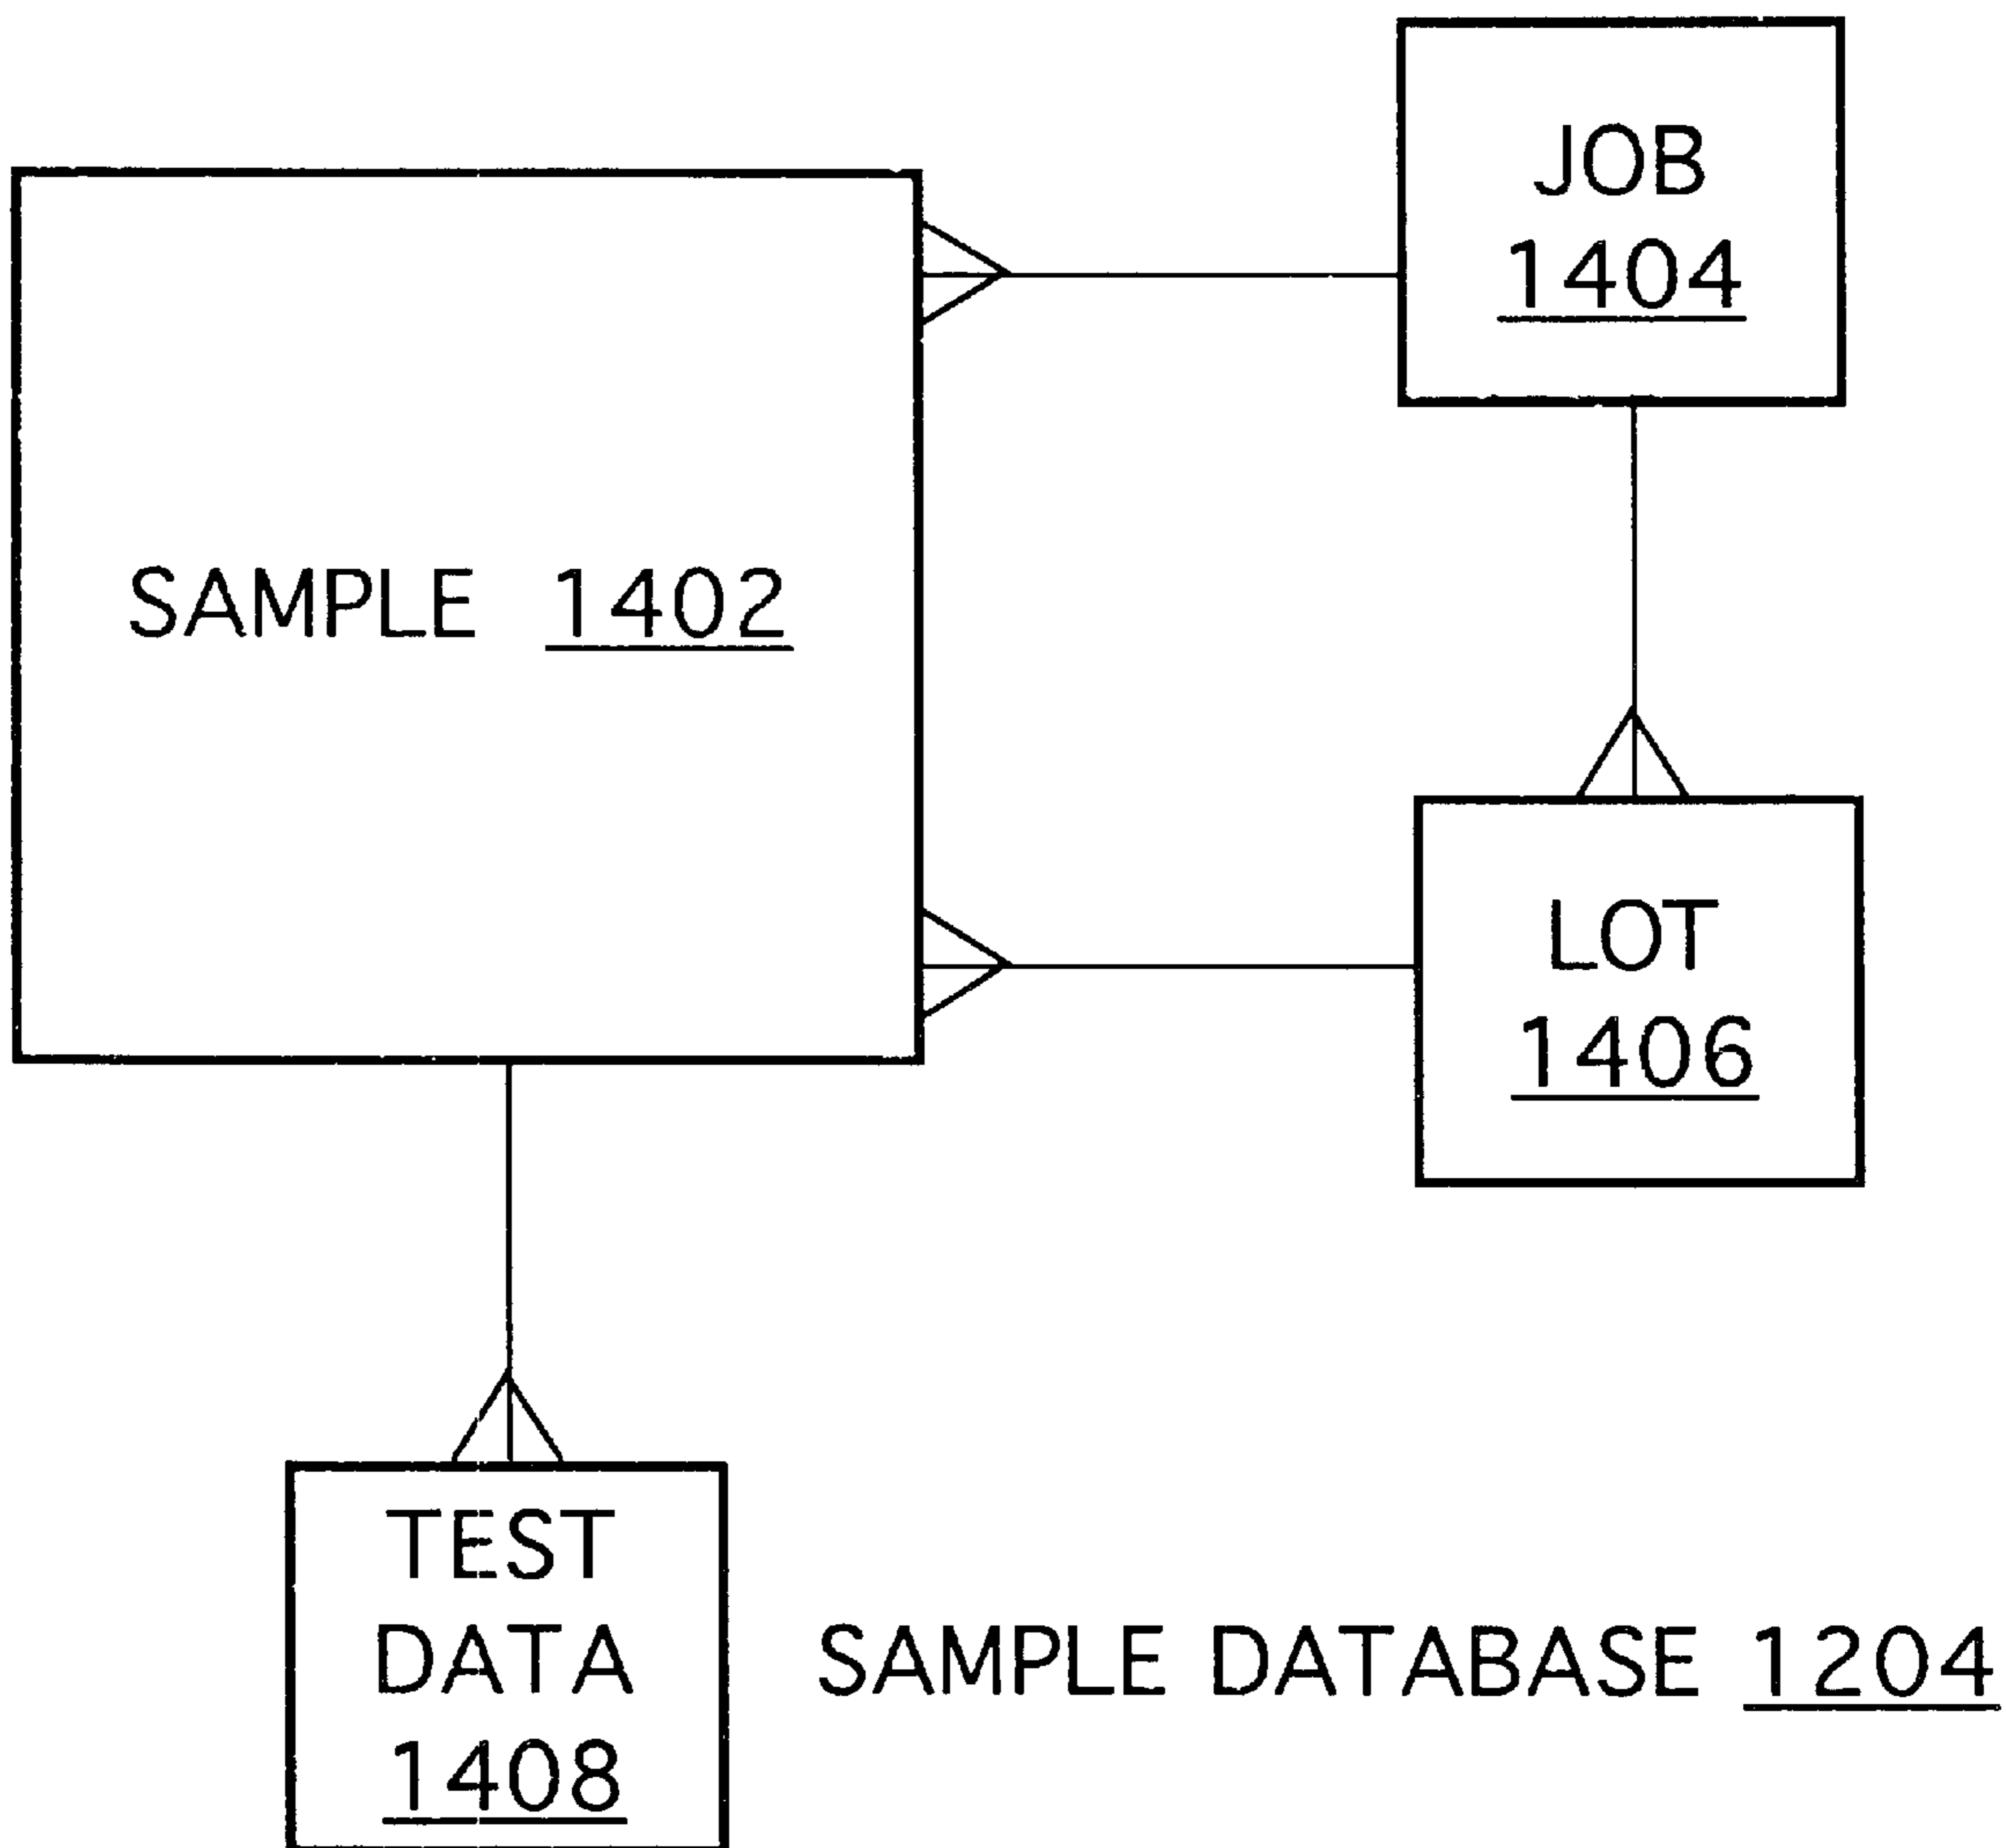 JOB
1404
SAMPLE 1402
LOT
1406
TEST
DATA
1408
SAMPLE DATABASE 1204